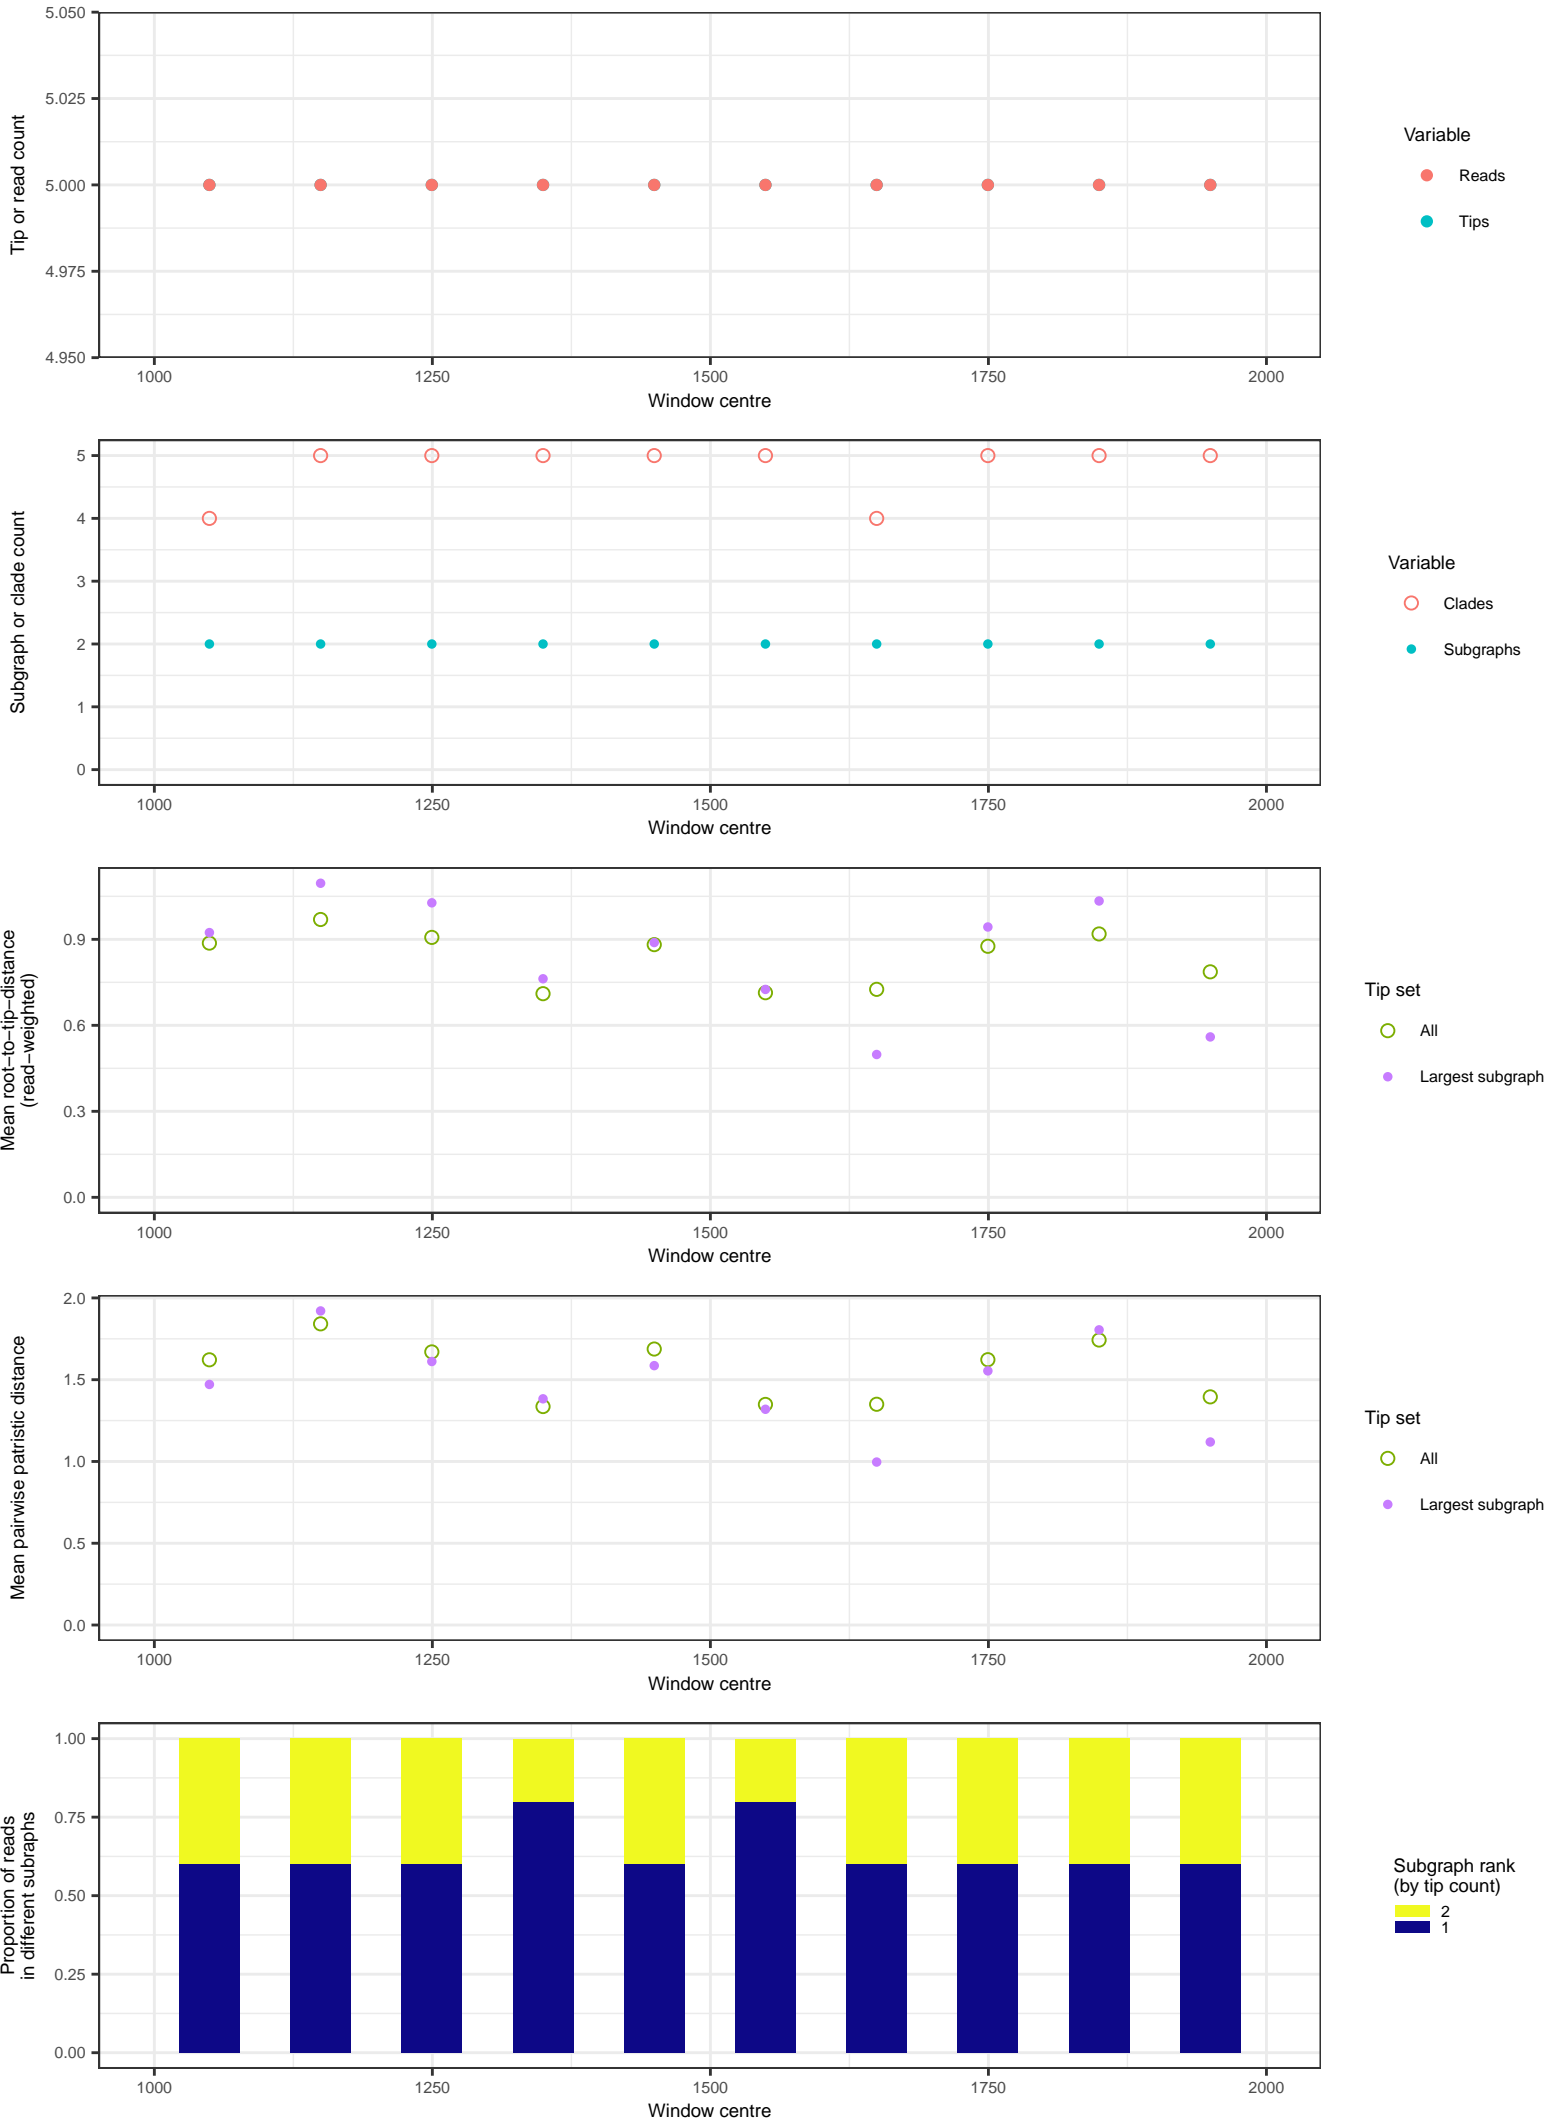 5.050
5.025
5.000
4.975
4.950
Tip or read count
1000 1250 1500 1750 2000
Window centre
Variable
Reads
Tips
5
4
3
2
1
0
Subgraph or clade count
1000 1250 1500 1750 2000
Window centre
Variable
Clades
Subgraphs
0.9
0.6
0.3
0.0
Mean root−to−tip−distance
(read−weighted)
1000 1250 1500 1750 2000
Window centre
Tip set
All
Largest subgraph
2.0
1.5
1.0
0.5
0.0
Mean pairwise patristic distance
1000 1250 1500 1750 2000
Window centre
Tip set
All
Largest subgraph
1.00
0.75
0.50
0.25
0.00
Proportion of reads
in different subraphs
1000 1250 1500 1750 2000
Window centre
Subgraph rank
(by tip count)
2
1